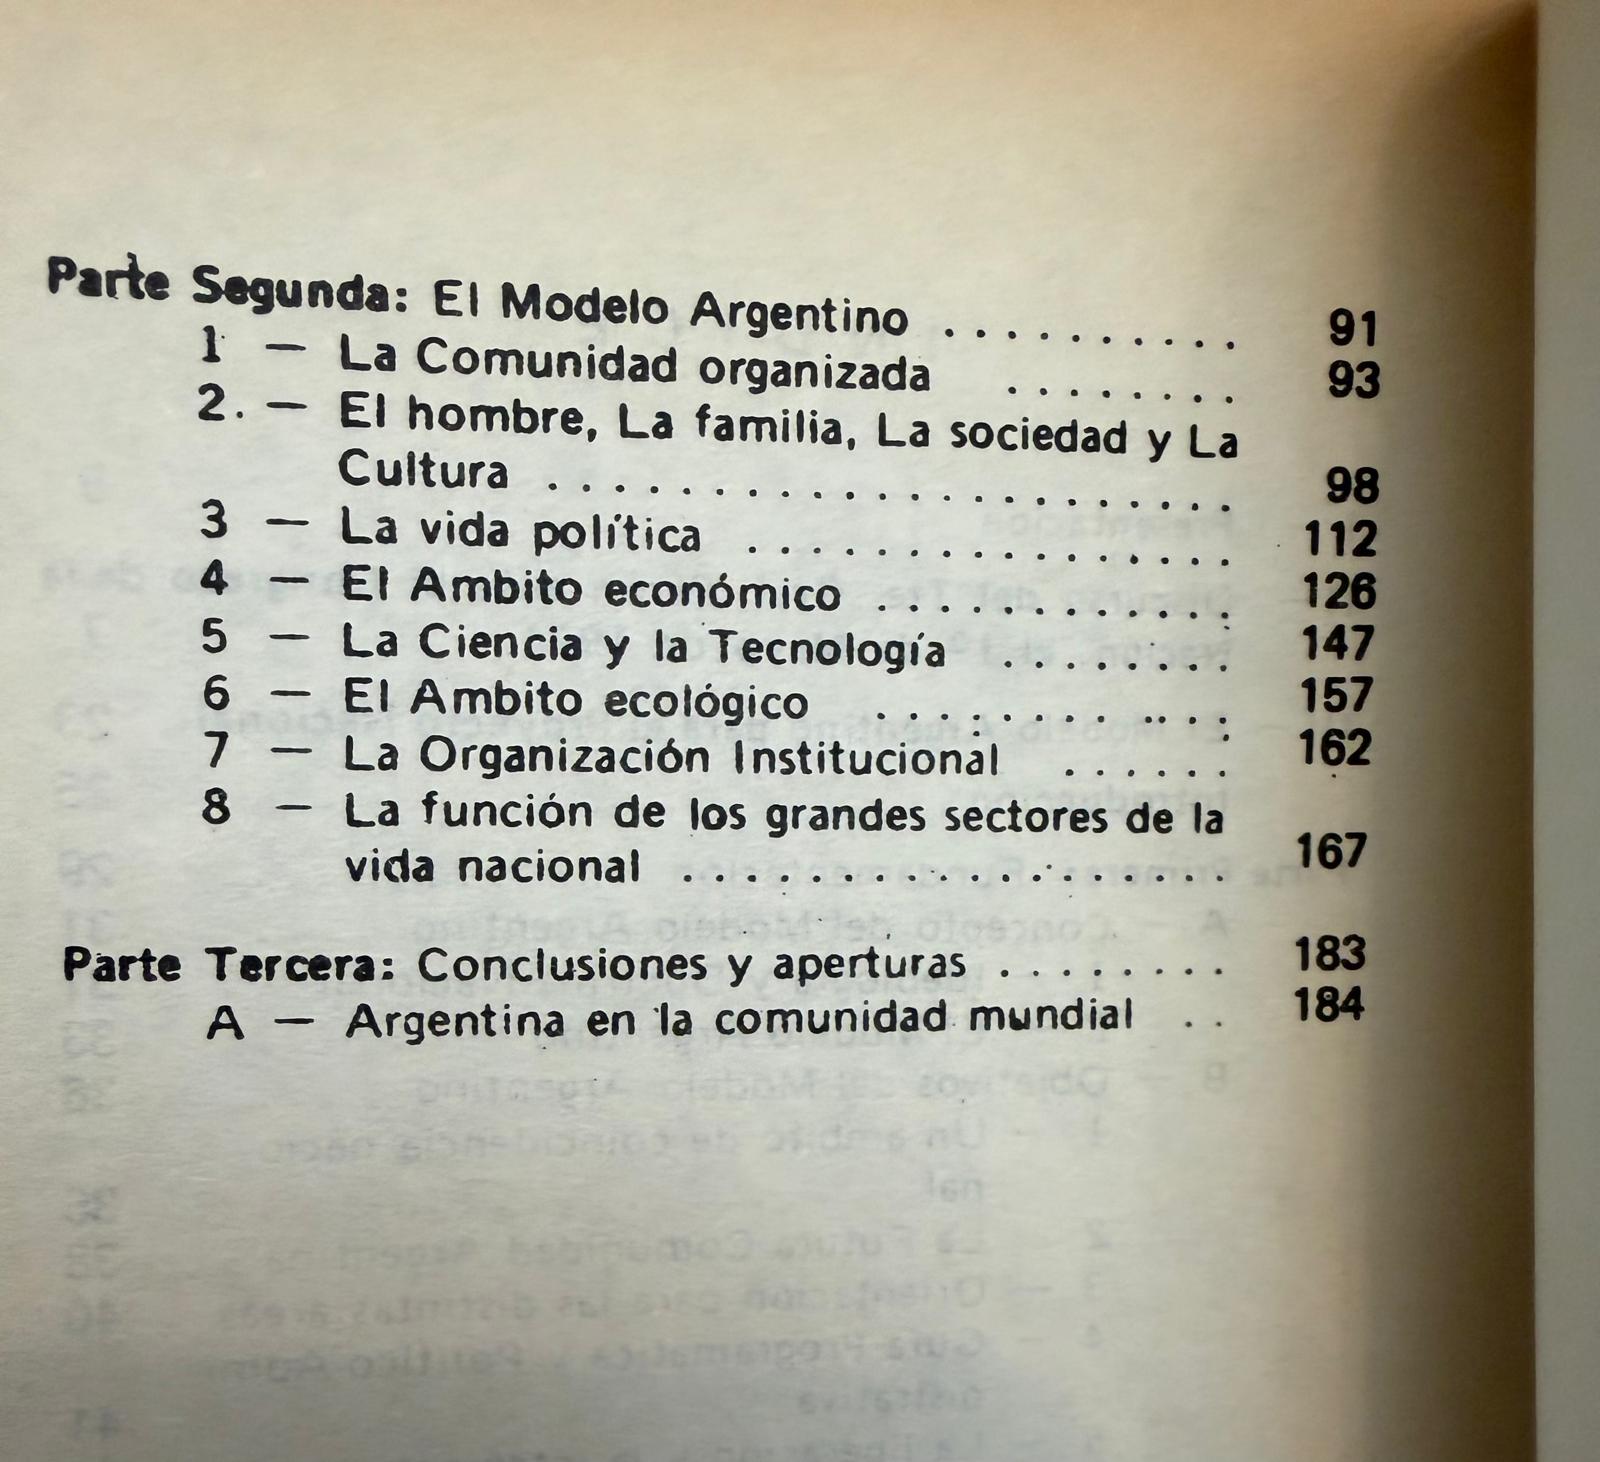 Parte Segunda: El Modelo Argentino .......... 91
1 — La Comunidad organizada ........ 93
2. — El hombre, La familia, La sociedad y La
Cultura ..................... 98
3 — La vida política ............... 112
4 — El Ambito económico ............ 126
5 — La Ciencia y la Tecnología ........ 147
6 — El Ambito ecológico ............ 157
7 — La Organización Institucional ...... 162
8 — La función de los grandes sectores de la
vida nacional ................. 167
Parte Tercera: Conclusiones y aperturas ........ 183
A — Argentina en la comunidad mundial .. 184